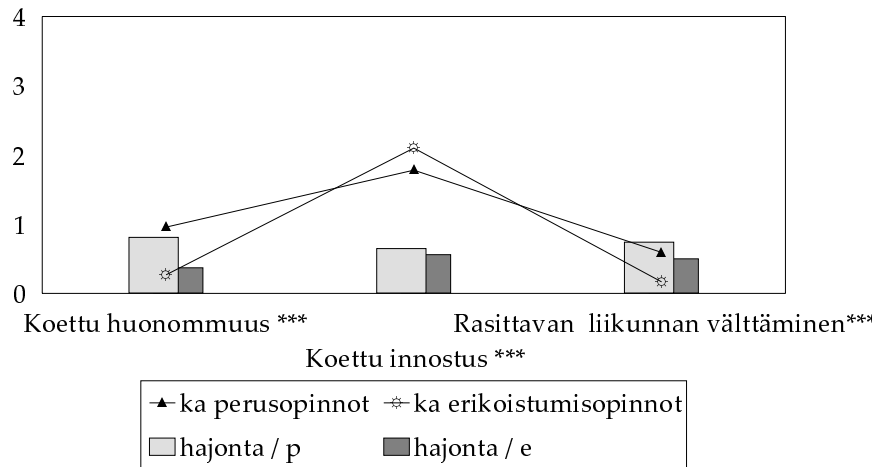 4
3
2
1
0
Koettu huonommuus ***
Rasittavan liikunnan välttäminen***
Koettu innostus ***
ka perusopinnot
ka erikoistumisopinnot
hajonta / p
hajonta / e